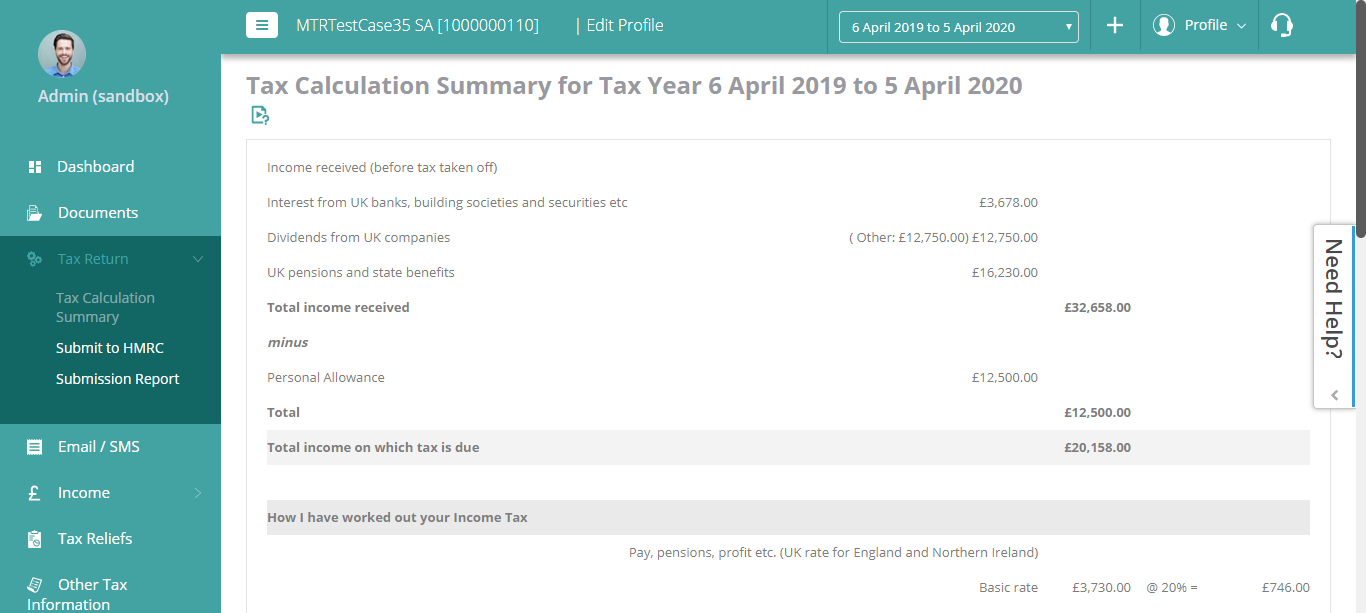 MTRTestCase35 SA [1000000110] | Edit Profile
6 April 2019 to 5 April 2020
Profile
Admin (sandbox)
Dashboard
Documents
Tax Return
Tax Calculation
Summary
Submit to HMRC
Submission Report
Email / SMS
Income
Tax Reliefs
Other Tax
Information
Tax Calculation Summary for Tax Year 6 April 2019 to 5 April 2020
Income received (before tax taken off)
Interest from UK banks, building societies and securities etc £3,678.00
Dividends from UK companies ( Other: £12,750.00) £12,750.00
UK pensions and state benefits £16,230.00
Total income received £32,658.00
minus
Personal Allowance £12,500.00
Total £12,500.00
Total income on which tax is due £20,158.00
How I have worked out your Income Tax
Pay, pensions, profit etc. (UK rate for England and Northern Ireland)
Basic rate £3,730.00 @ 20% = £746.00
Need Help?